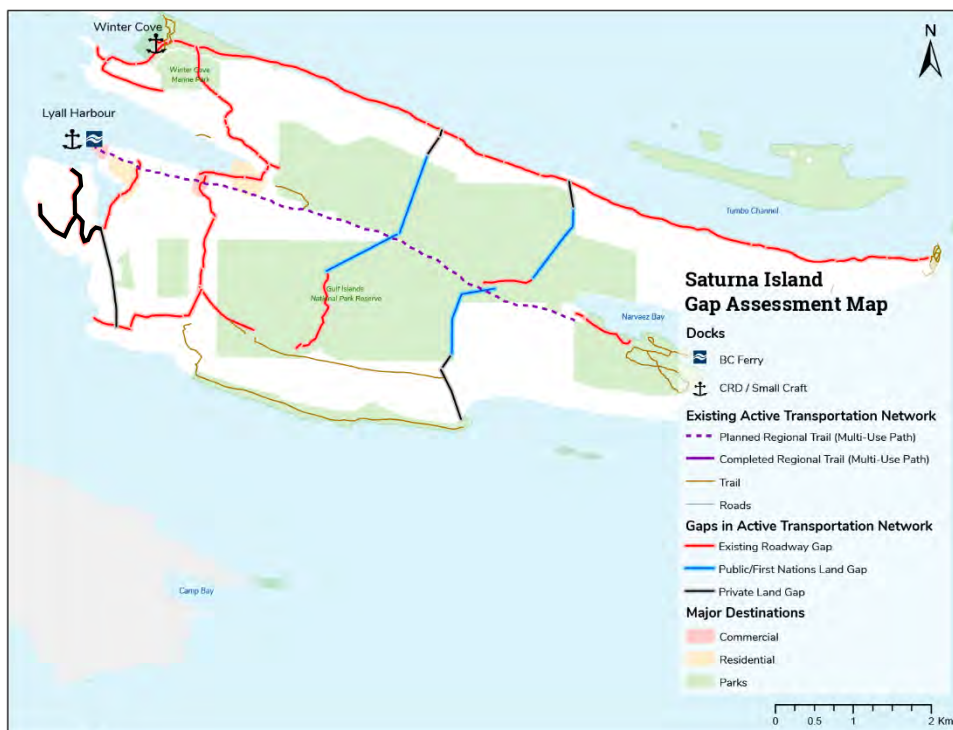 Winter Cove
N
Winter Cove
Marine Park
Lyall Harbour
Tumbo Channel
Gulf Islands
National Park Reserve
Narvaez Bay
Camp Bay
Saturna Island
Gap Assessment Map
Docks
BC Ferry
CRD / Small Craft
Existing Active Transportation Network
Planned Regional Trail (Multi-Use Path)
Completed Regional Trail (Multi-Use Path)
Trail
Roads
Gaps in Active Transportation Network
Existing Roadway Gap
Public/First Nations Land Gap
Private Land Gap
Major Destinations
Commercial
Residential
Parks
0 0.5 1 2 Km